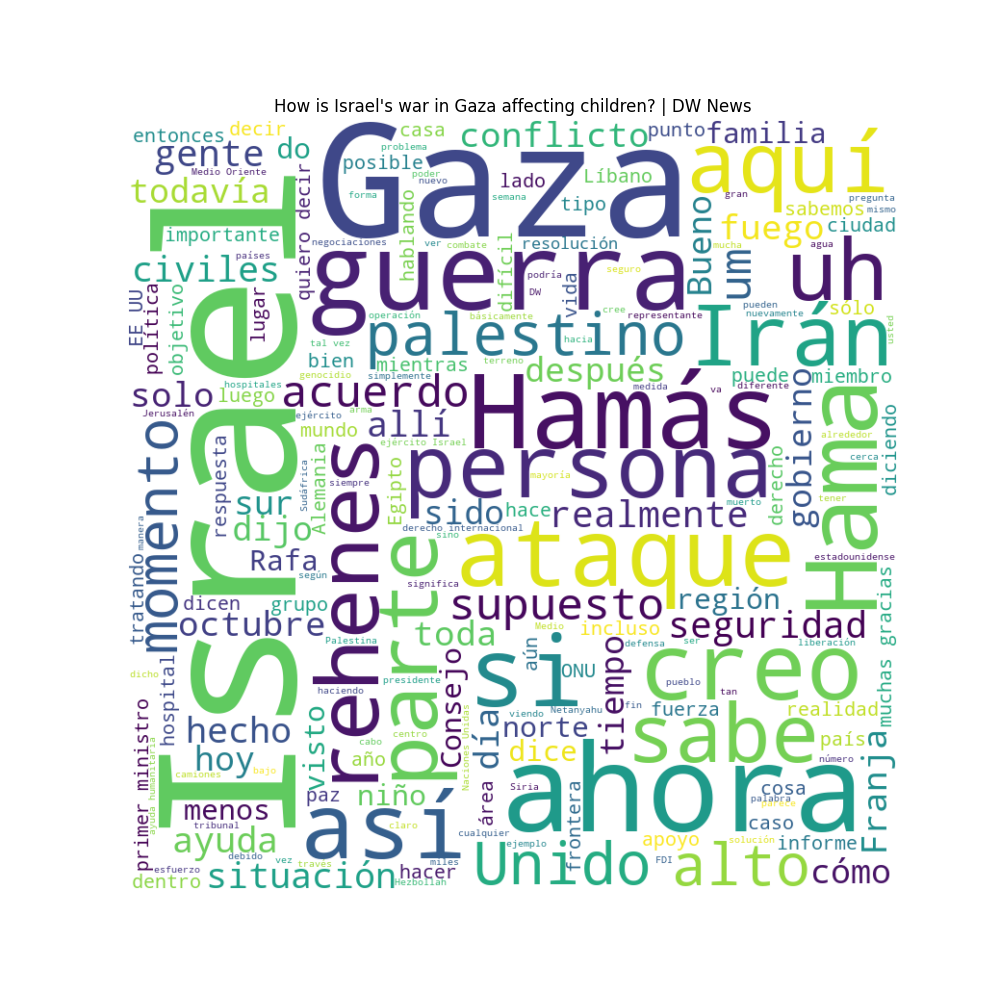 How is Israel's war in Gaza affecting children? | DW News
entonces
decir
casa
conflicto
punto
familia
gente
do
posible
problema
Gaza
aquí
Medio Oriente
poder
nuevo
lado
Líbano
todavía
forma
semana
tipo
gran
sabemos
pregunta
mismo
quiero decir
hablando
importante
negociaciones
ver
combate
resolución
Bueno
mucha
fuego
agua
ciudad
civiles
países
guerra
difícil
podría
vida
seguro
um
uh
DW
cree
pueden
sólo
EE_UU
política
objetivo
lugar
operación
básicamente
representante
nuevamente
palestino
hacia
Irán
usted
tal vez
bien
mientras
terreno
después
puede
miembro
genocidio
simplemente
solo
hospitales
luego
acuerdo
Hamás
medida
va
diferente
gobierno
Jerusalén
ejército
arma
mundo
allí
ejército Israel
alrededor
Israel
momento
respuesta
Sudáfrica
Alemania
siempre
rehenes
Egipto
persona
mayoría
derecho
cerca
tener
Hama
diciendo
sur
sido
hace
realmente
muerto
dijo
derecho internacional
manera
sino
ataque
estadounidense
Rafa
según
significa
tratando
dicen
grupo
parte
supuesto
región
octubre
Palestina
toda
incluso
Medio
seguridad
defensa
ser
liberación
muchas gracias
hospital
dicho
haciendo
presidente
Consejo
si
aún
ONU
tiempo
pueblo
tan
creo
primer ministro
hecho
visto
centro
Naciones Unidas
viendo
Netanyahu
fin
fuerza
realidad
día
norte
sabe
país
hoy
cabo
año
dice
número
ayuda humanitaria
camiones
bajo
Siria
ahora
cosa
palabra
parece
Franja
menos
paz
niño
área
frontera
caso
tribunal
así
claro
cualquier
ejemplo
apoyo
solución
informe
ayuda
debido
vez
través
miles
Unido
FDI
alto
cómo
esfuerzo
dentro
situación
Hezbollah
hacer